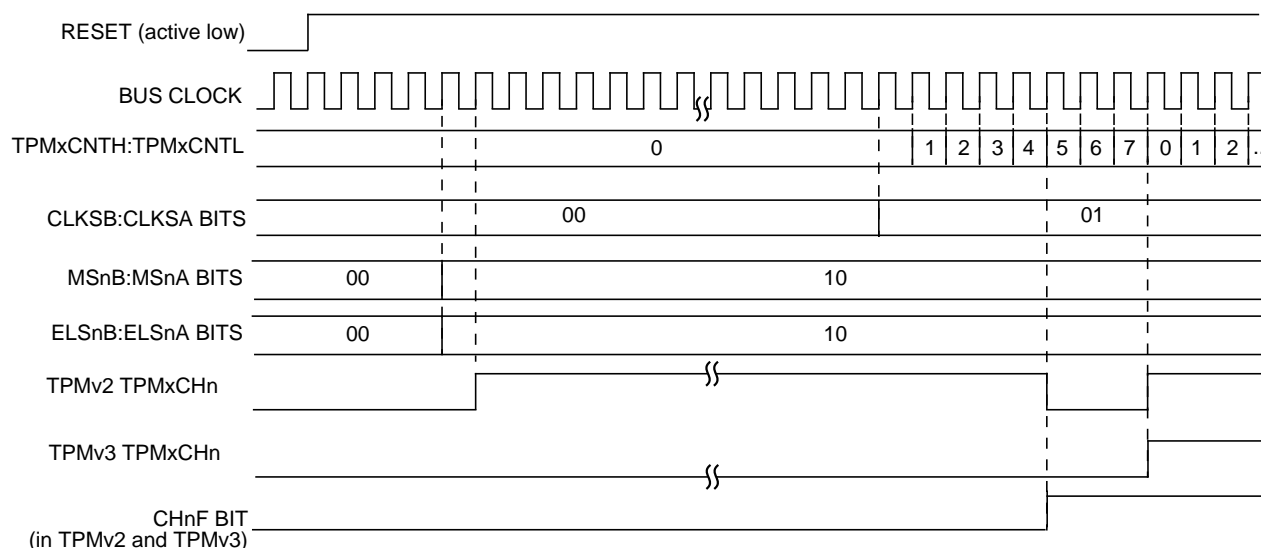 RESET (active low)
BUS CLOCK
TPMxCNTH:TPMxCNTL 0 1 2 3 4 5 6 7 0 1 2 ..
CLKSB:CLKSA BITS 00 01
MSnB:MSnA BITS 00 10
ELSnB:ELSnA BITS 00 10
TPMv2 TPMxCHn
TPMv3 TPMxCHn
CHnF BIT
(in TPMv2 and TPMv3)